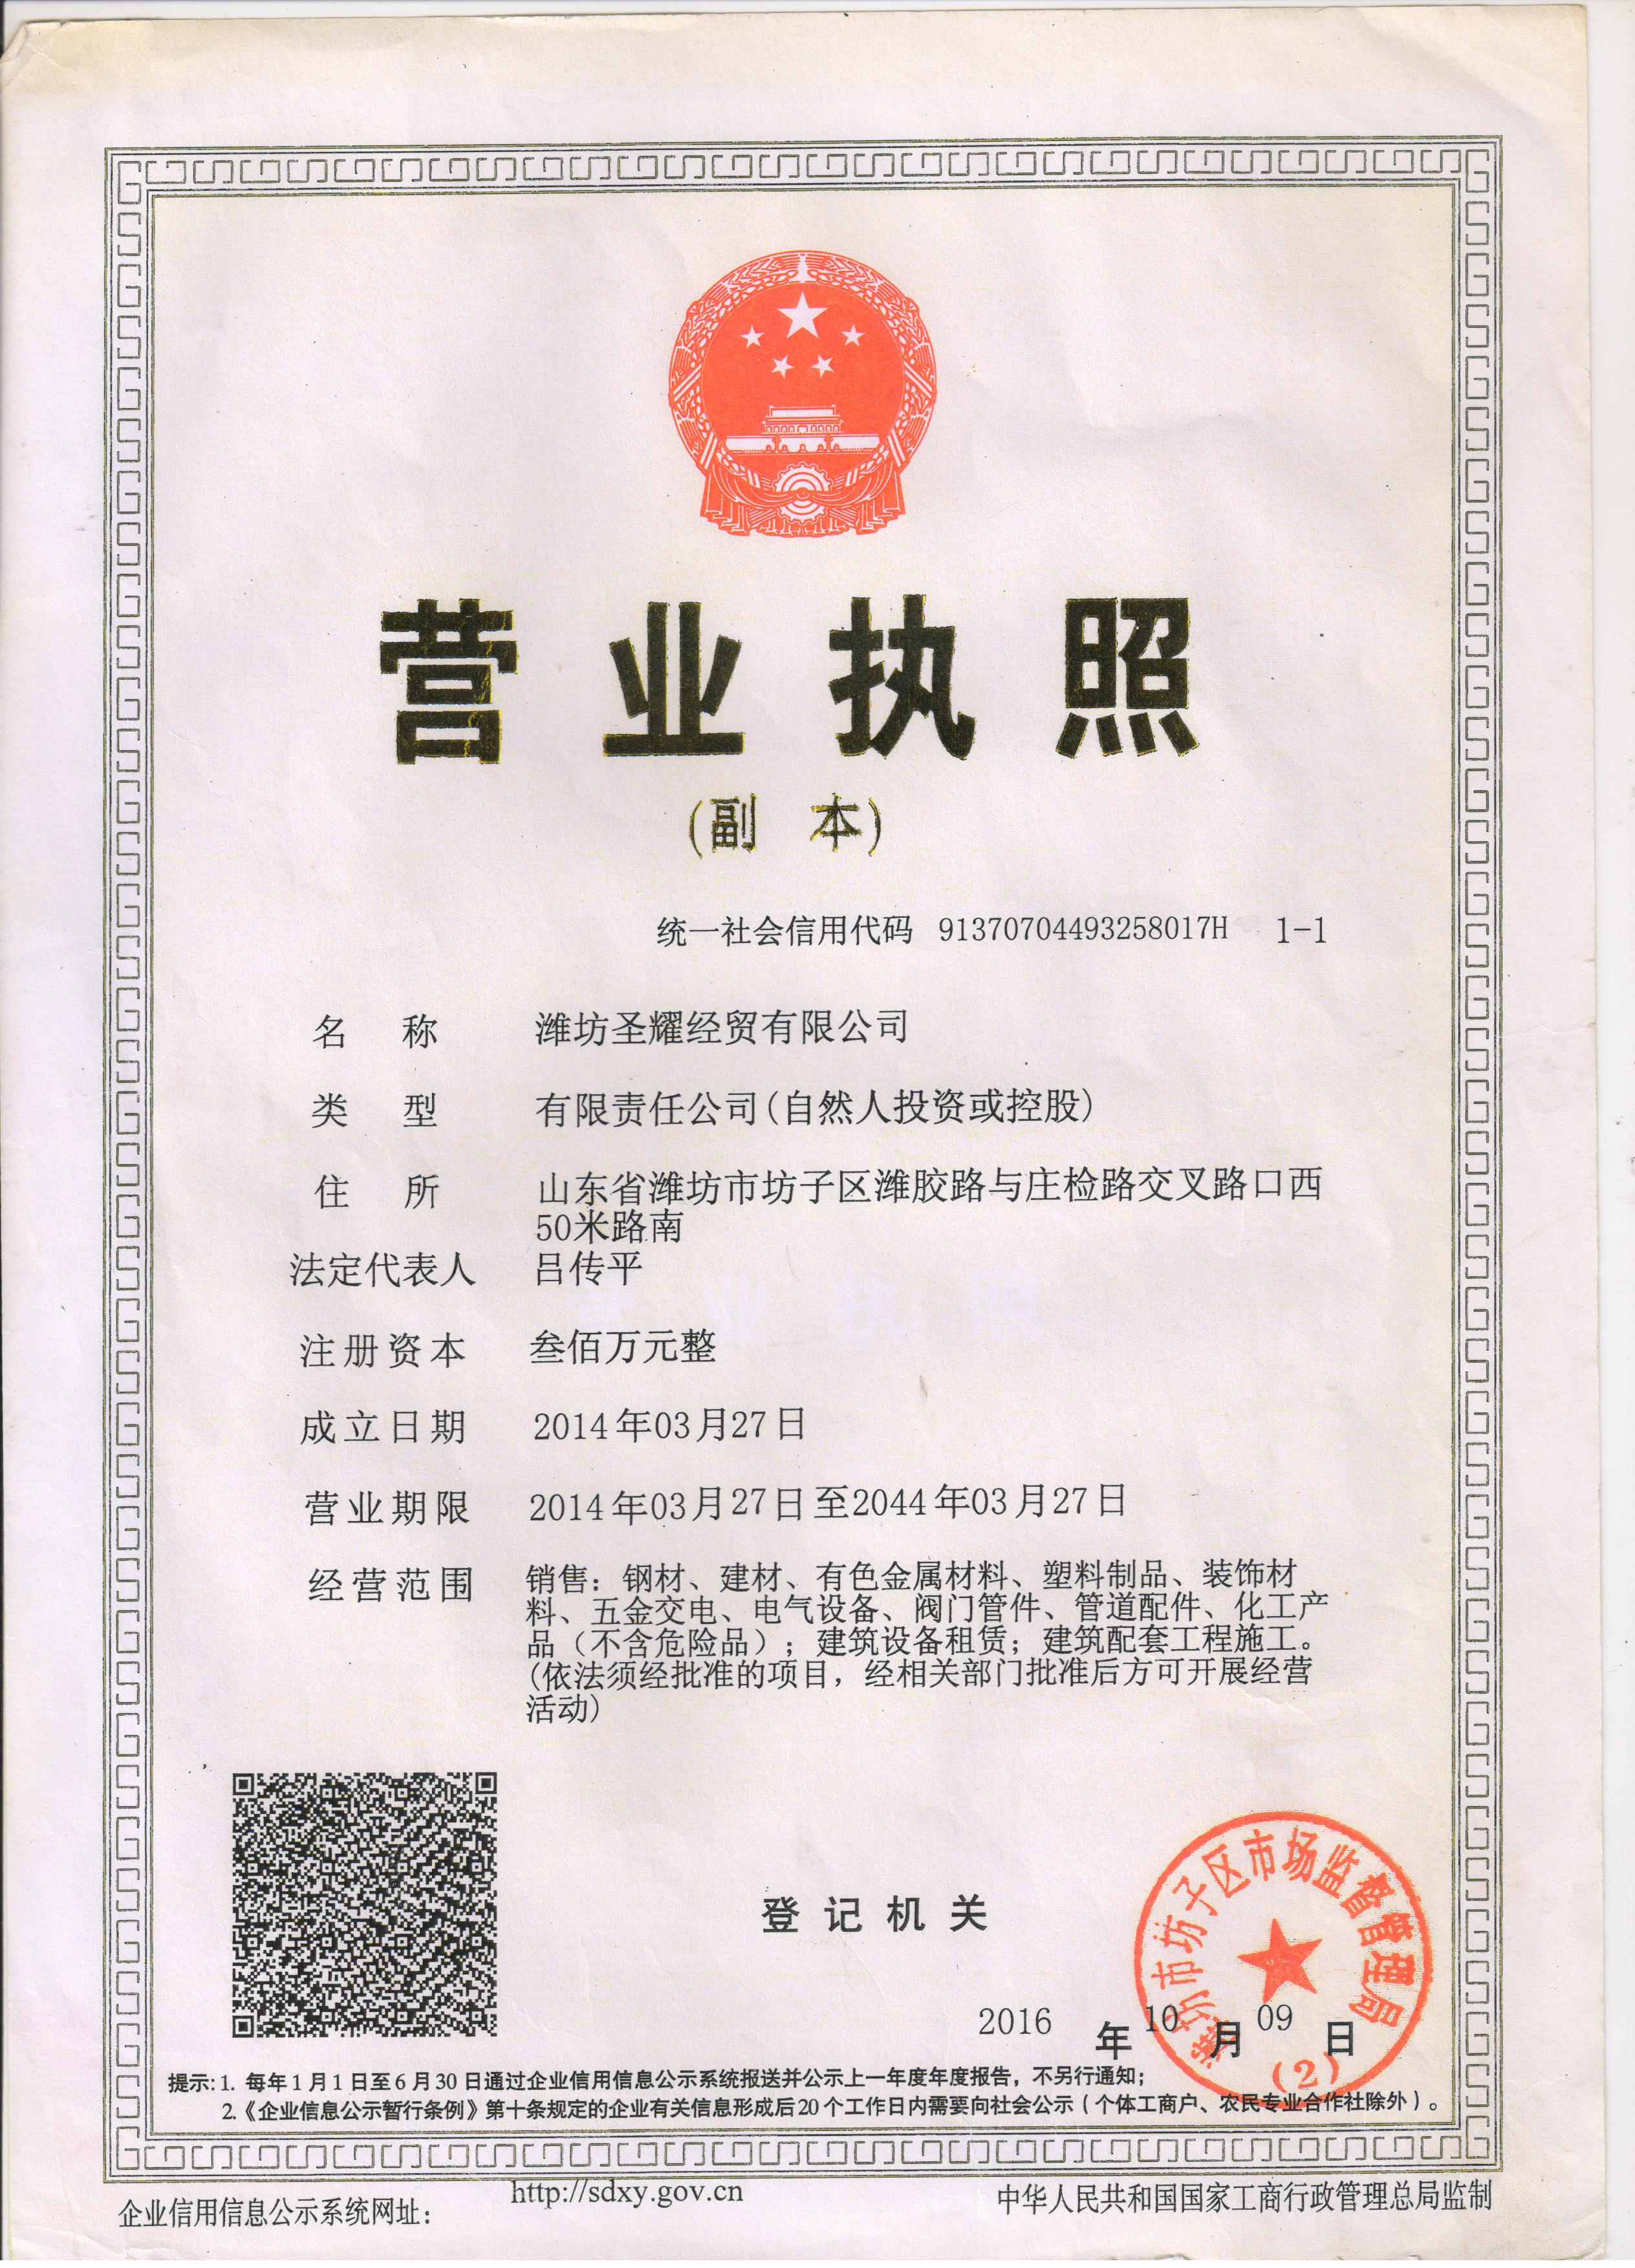 营业执照
(副 本)
统一社会信用代码 91370704493258017H 1-1
名称 潍坊圣耀经贸有限公司
类型 有限责任公司(自然人投资或控股)
住所 山东省潍坊市坊子区潍胶路与庄检路交叉路口西
50米路南
法定代表人 吕传平
注册资本 叁佰万元整
成立日期 2014年03月27日
营业期限 2014年03月27日至2044年03月27日
经营范围 销售：钢材、建材、有色金属材料、塑料制品、装饰材
料、五金交电、电气设备、阀门管件、管道配件、化工产
品（不含危险品）；建筑设备租赁；建筑配套工程施工。
(依法须经批准的项目，经相关部门批准后方可开展经营
活动)
登记机关
潍坊市坊子区市场监督管理局
(2)
2016年10月09日
提示：1. 每年1月1日至6月30日通过企业信用信息公示系统报送并公示上一年度年度报告，不另行通知；
2.《企业信息公示暂行条例》第十条规定的企业有关信息形成后20个工作日内需要向社会公示（个体工商户、农民专业合作社除外）。
企业信用信息公示系统网址： http://sdxy.gov.cn 中华人民共和国国家工商行政管理总局监制